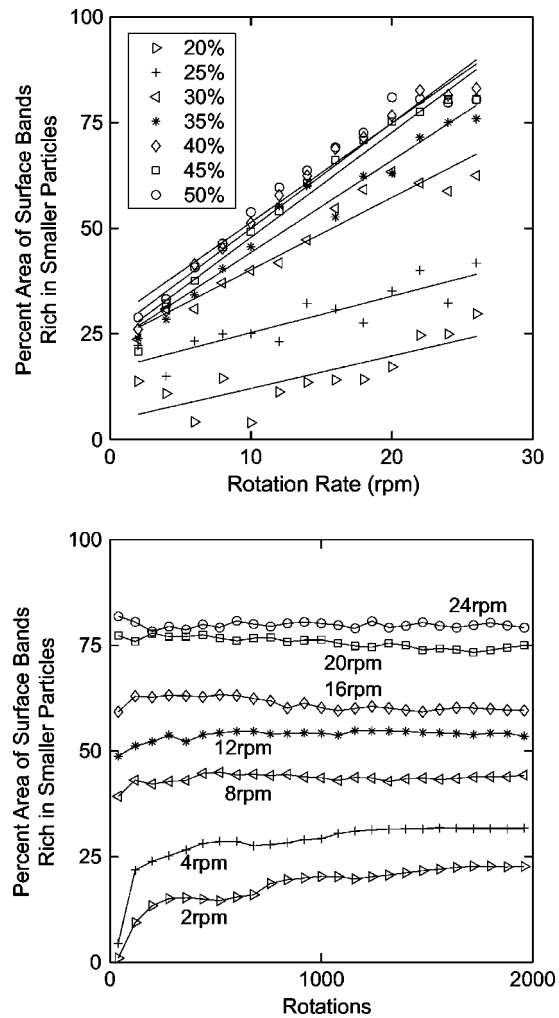 100
75
50
25
0
Percent Area of Surface Bands
Rich in Smaller Particles
20%
25%
30%
35%
40%
45%
50%
0
10
20
30
Rotation Rate (rpm)
100
75
50
25
0
Percent Area of Surface Bands
Rich in Smaller Particles
24rpm
20rpm
16rpm
12rpm
8rpm
4rpm
2rpm
0
1000
2000
Rotations